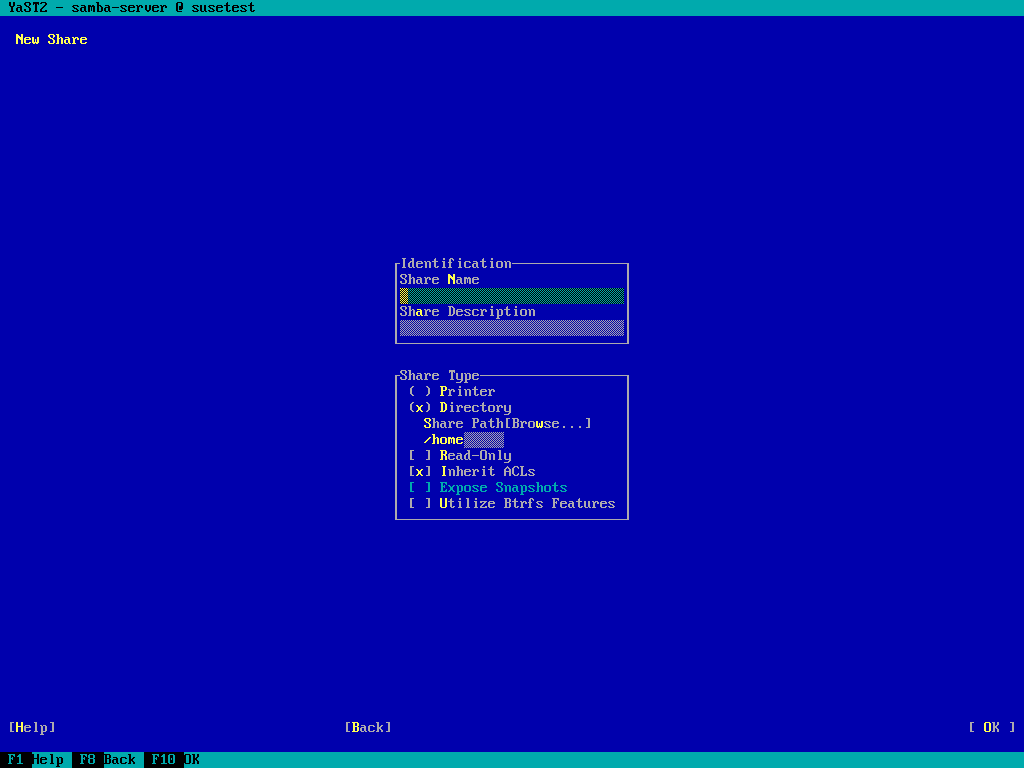 YaST2 - samba-server @ susetest
New Share
Identification
Share Name
Share Description
Share Type
( ) Printer
(x) Directory
Share Path[Browse...]
/home
[ ] Read-Only
[x] Inherit ACLs
[ ] Expose Snapshots
[ ] Utilize Btrfs Features
[Help] [Back] [ OK ]
F1 Help F8 Back F10 OK